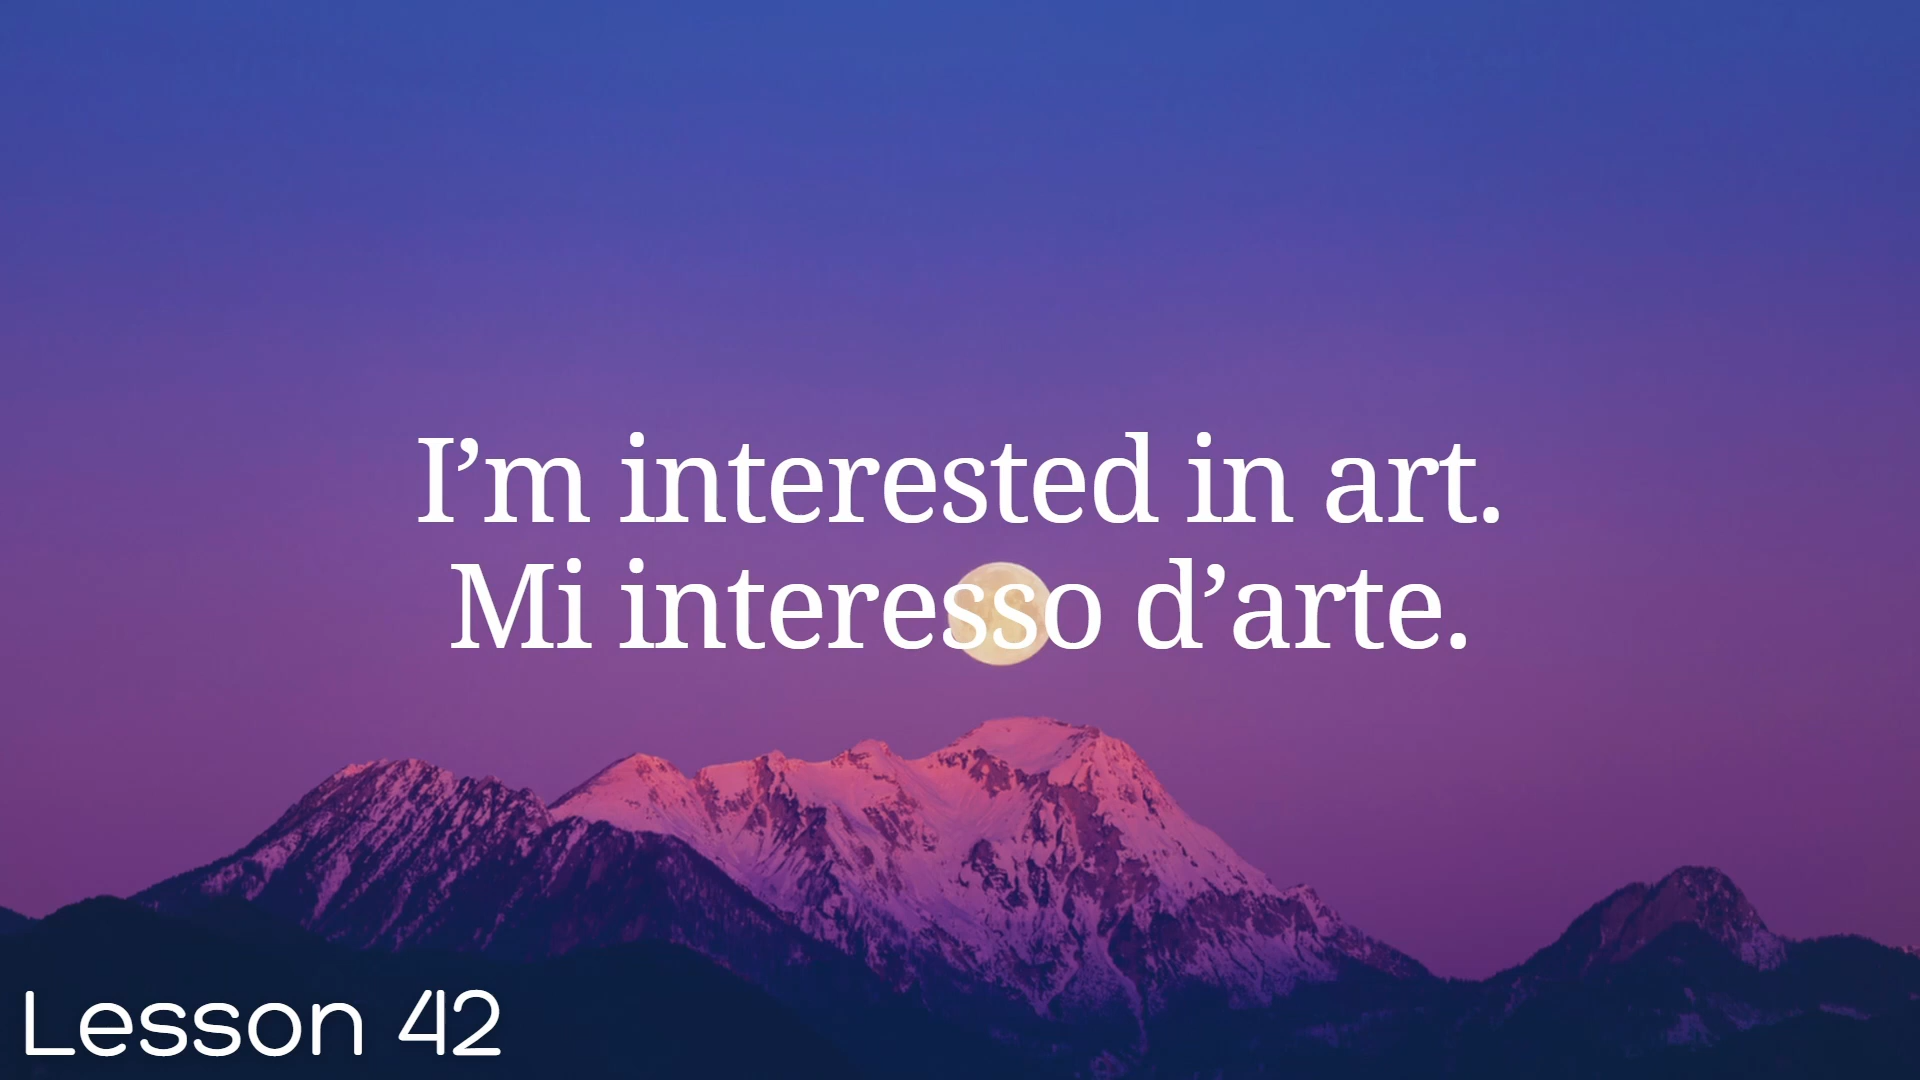 I’m interested in art.
Mi interesso d’arte.
Lesson 42